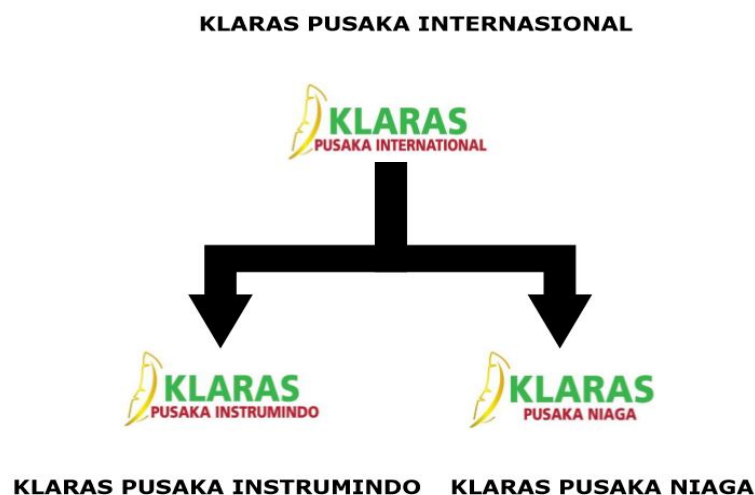 KLARAS PUSAKA INTERNASIONAL
KLARAS
PUSAKA INTERNATIONAL
KLARAS
PUSAKA INSTRUMINDO
KLARAS
PUSAKA NIAGA
KLARAS PUSAKA INSTRUMINDO
KLARAS PUSAKA NIAGA